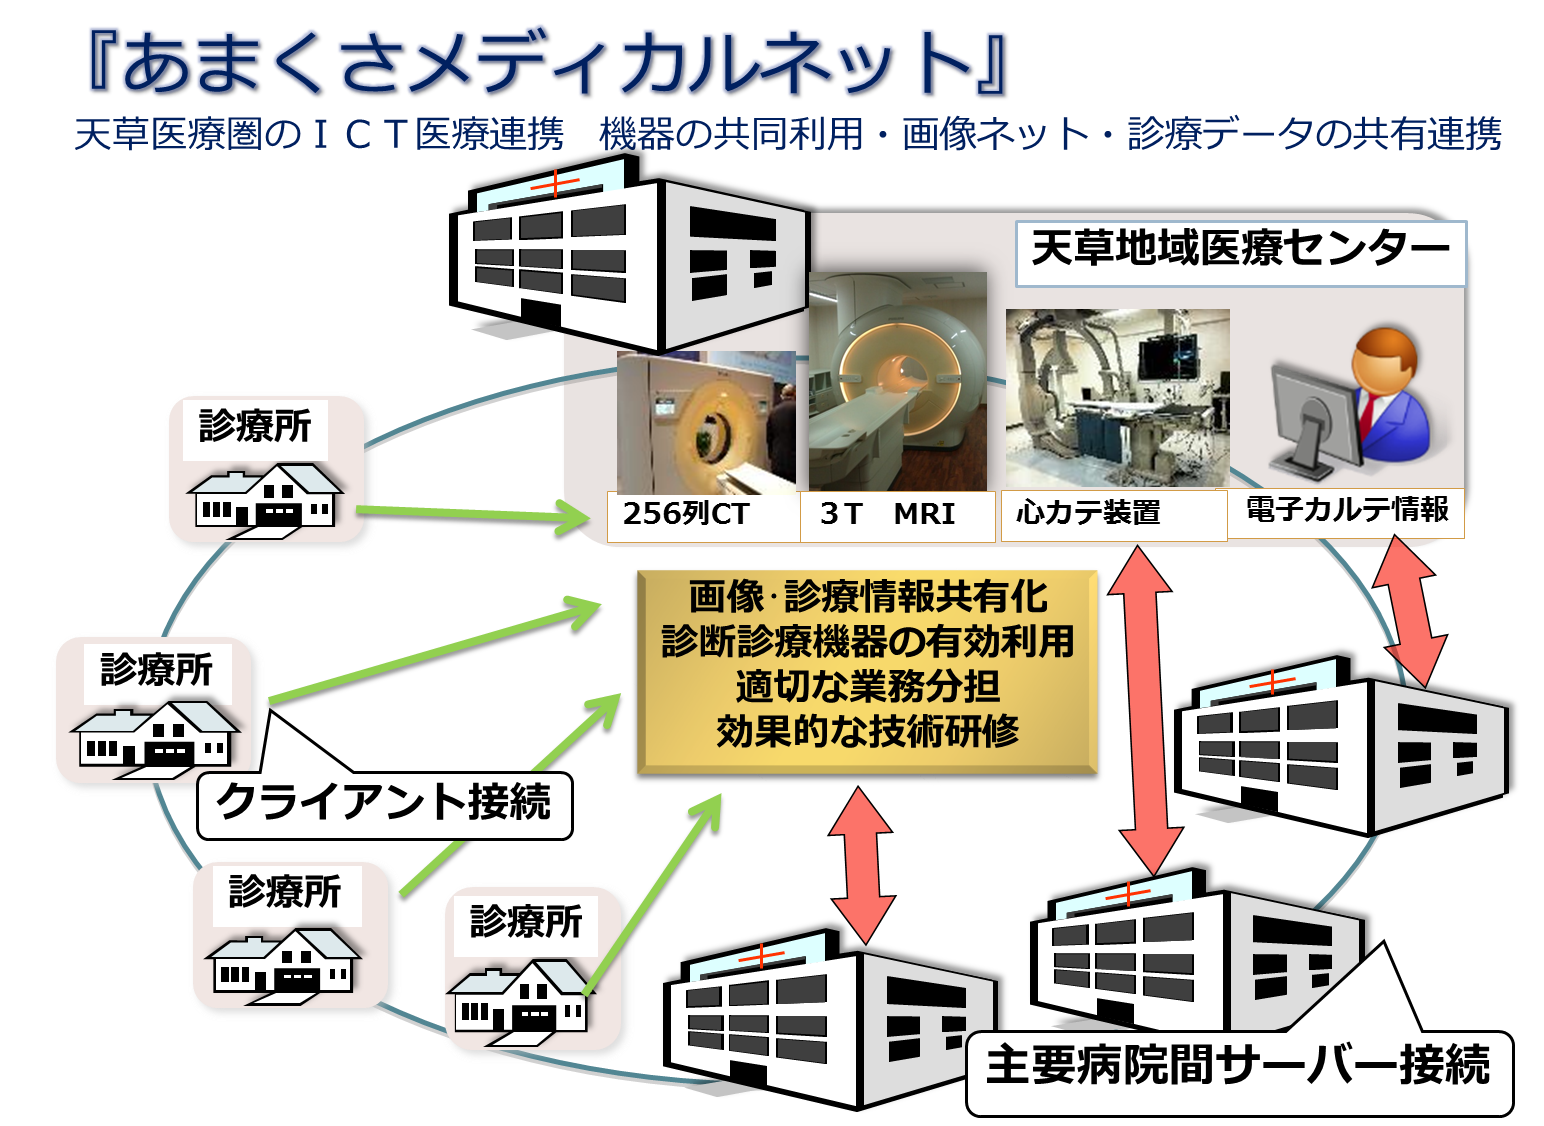 『あまくさメディカルネット』
天草医療圏のＩＣＴ医療連携　機器の共同利用・画像ネット・診療データの共有連携
天草地域医療センター
診療所
256列CT
３Ｔ　MRI
心カテ装置
電子カルテ情報
画像･診療情報共有化
診断診療機器の有効利用
適切な業務分担
効果的な技術研修
診療所
クライアント接続
診療所
診療所
主要病院間サーバー接続